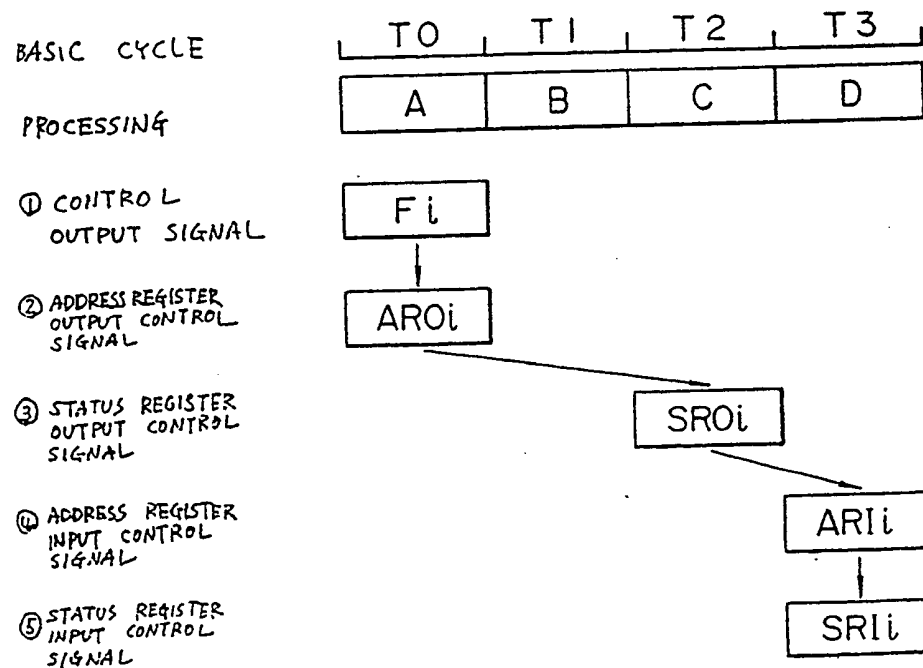 BASIC CYCLE
T0 T1 T2 T3
PROCESSING
A B C D
① CONTROL
OUTPUT SIGNAL
Fi
② ADDRESS REGISTER
OUTPUT CONTROL
SIGNAL
AROi
③ STATUS REGISTER
OUTPUT CONTROL
SIGNAL
SROi
④ ADDRESS REGISTER
INPUT CONTROL
SIGNAL
ARIi
⑤ STATUS REGISTER
INPUT CONTROL
SIGNAL
SRIi